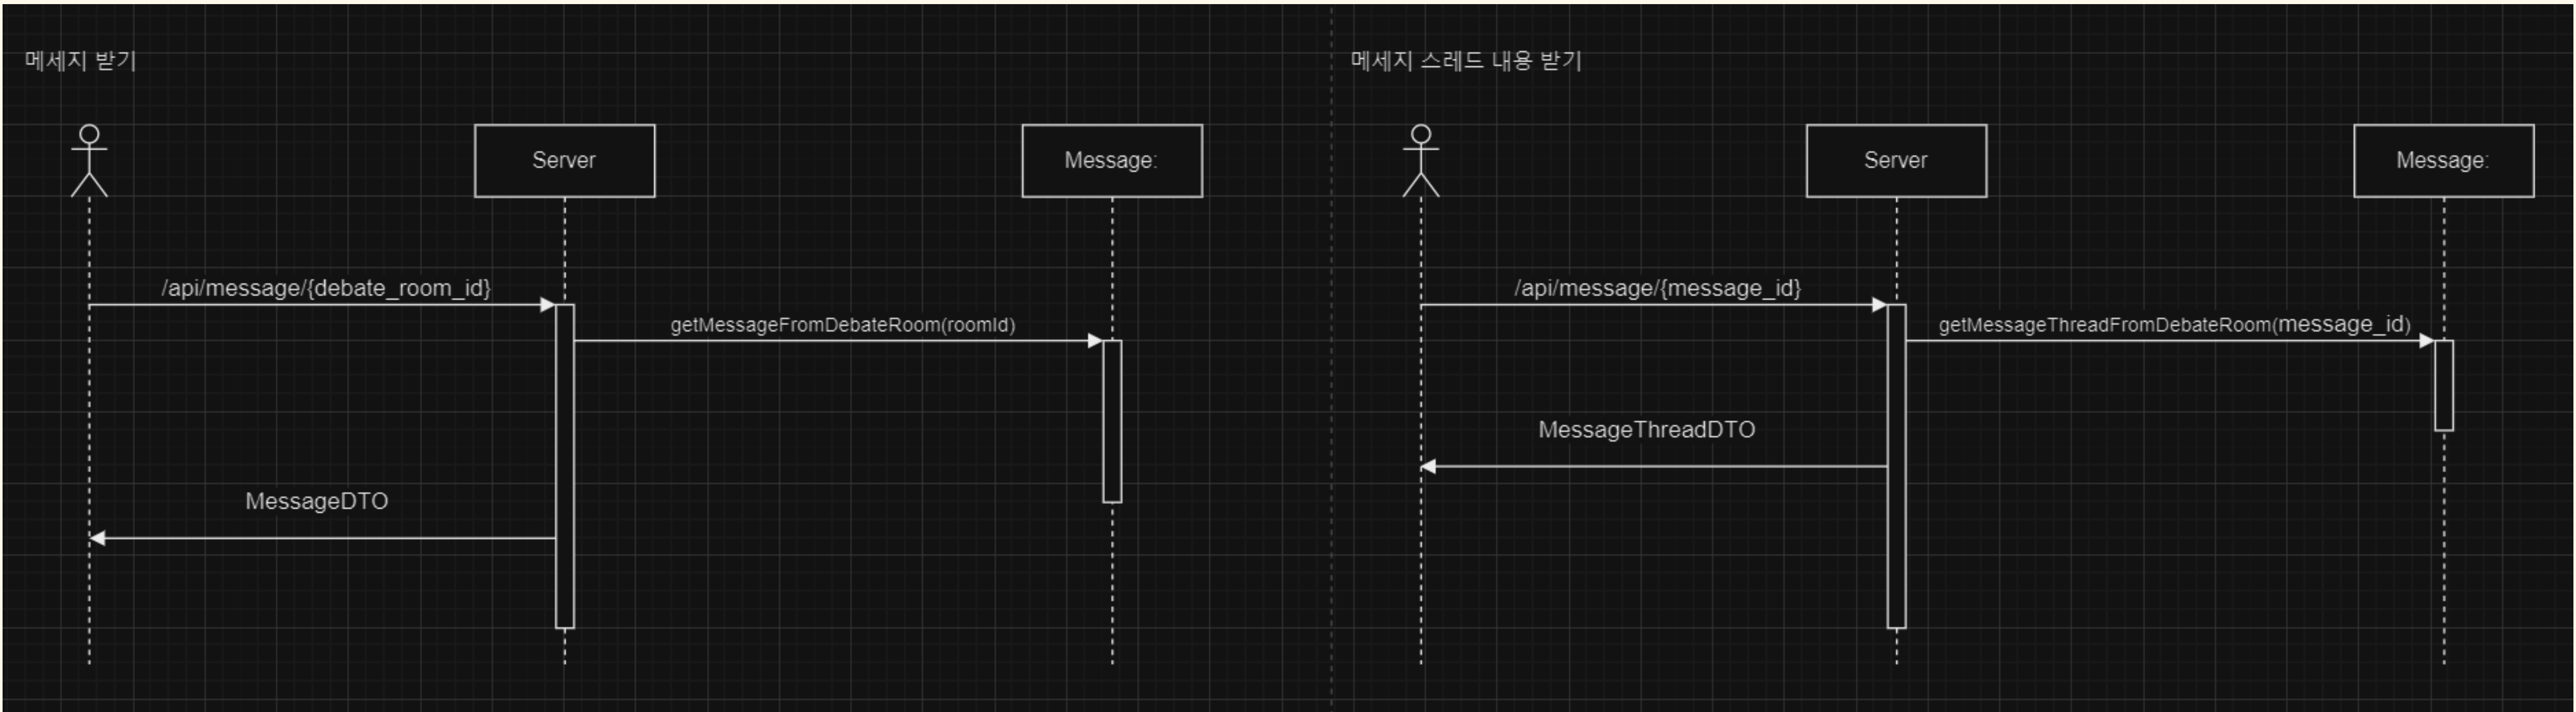 메세지 받기
Server
Message:
/api/message/{debate_room_id}
getMessageFromDebateRoom(roomId)
MessageDTO
메세지 스레드 내용 받기
Server
Message:
/api/message/{message_id}
getMessageThreadFromDebateRoom(message_id)
MessageThreadDTO